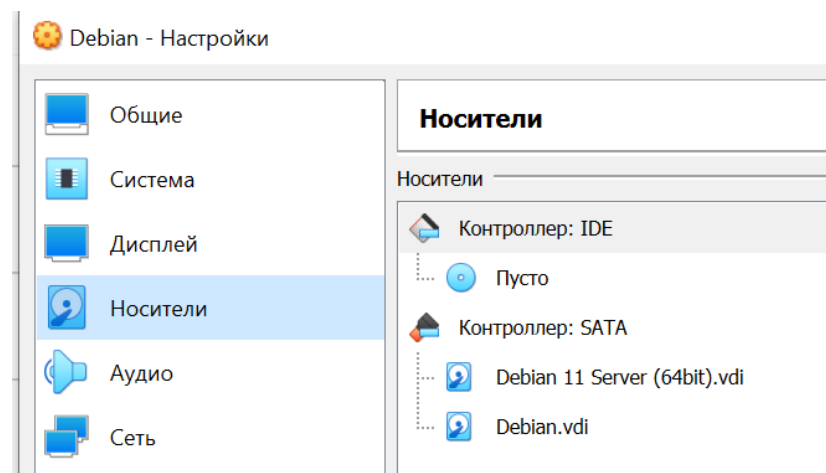 Debian - Настройки
Общие
Система
Дисплей
Носители
Аудио
Сеть
Носители
Носители
Контроллер: IDE
Пусто
Контроллер: SATA
Debian 11 Server (64bit).vdi
Debian.vdi